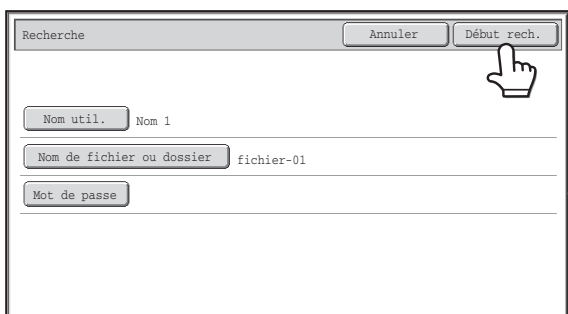 Recherche Annuler Début rech.
Nom util. Nom 1
Nom de fichier ou dossier fichier-01
Mot de passe